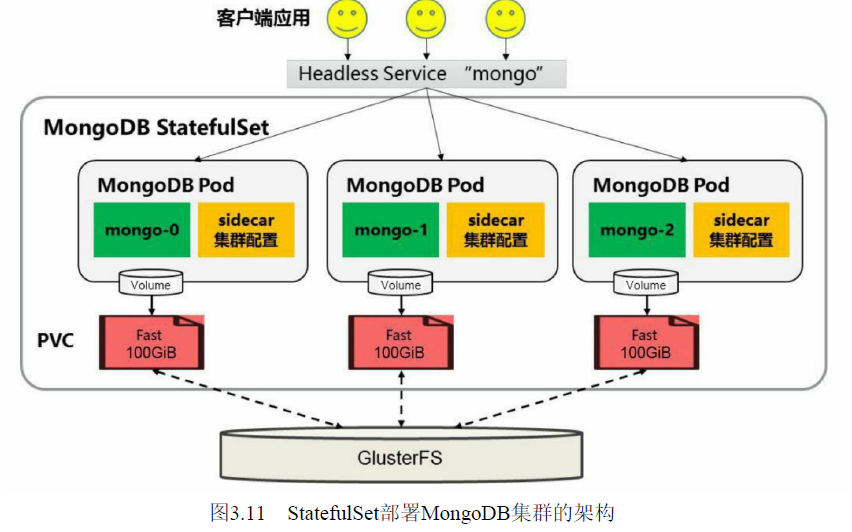 客户端应用
Headless Service “mongo”
MongoDB StatefulSet
MongoDB Pod
mongo-0
sidecar
集群配置
Volume
MongoDB Pod
mongo-1
sidecar
集群配置
Volume
MongoDB Pod
mongo-2
sidecar
集群配置
Volume
PVC
Fast
100GiB
Fast
100GiB
Fast
100GiB
GlusterFS
图3.11 StatefulSet部署MongoDB集群的架构